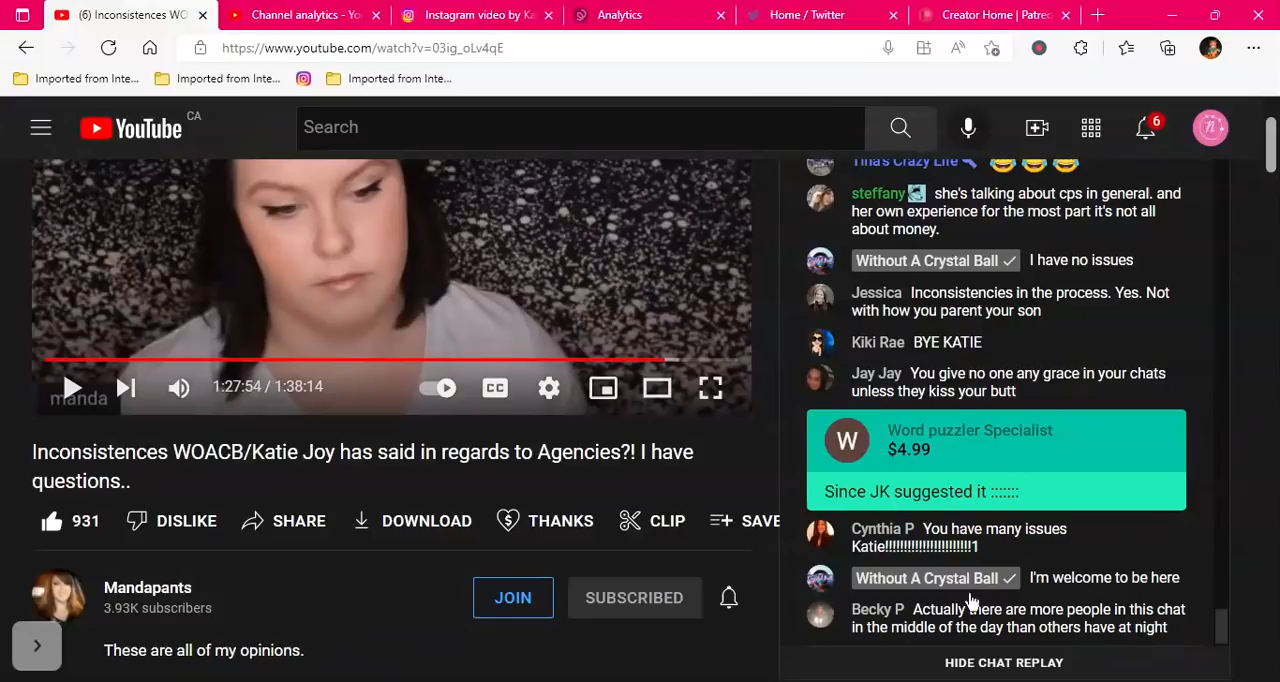 (6) Inconsistences WO
Channel analytics - Yo
Instagram video by Ka
Analytics
Home / Twitter
Creator Home | Patre
https://www.youtube.com/watch?v=03ig_oLv4qE
Imported from Inte...
Imported from Inte...
Imported from Inte...
YouTube CA
Search
6
Tina's Crazy Life
steffany she's talking about cps in general. and
her own experience for the most part it's not all
about money.
Without A Crystal Ball I have no issues
Jessica Inconsistencies in the process. Yes. Not
with how you parent your son
Kiki Rae BYE KATIE
Jay Jay You give no one any grace in your chats
unless they kiss your butt
W
Word puzzler Specialist
$4.99
Since JK suggested it :::::::
Cynthia P You have many issues
Katie!!!!!!!!!!!!!!!!!!!!!!!1
Without A Crystal Ball I'm welcome to be here
Becky P Actually there are more people in this chat
in the middle of the day than others have at night
HIDE CHAT REPLAY
1:27:54 / 1:38:14
CC
manda
Inconsistences WOACB/Katie Joy has said in regards to Agencies?! I have
questions..
931 DISLIKE SHARE DOWNLOAD THANKS CLIP SAVE
Mandapants
3.93K subscribers
JOIN
SUBSCRIBED
These are all of my opinions.